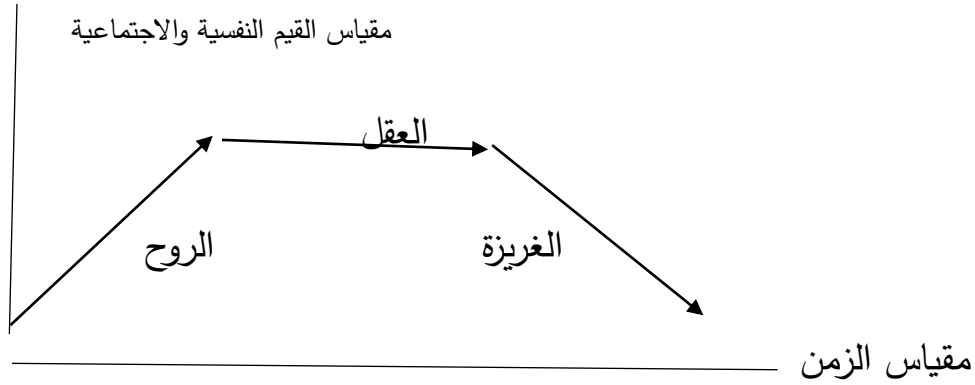 مقياس القيم النفسية والاجتماعية
العقل
الروح
الغريزة
مقياس الزمن